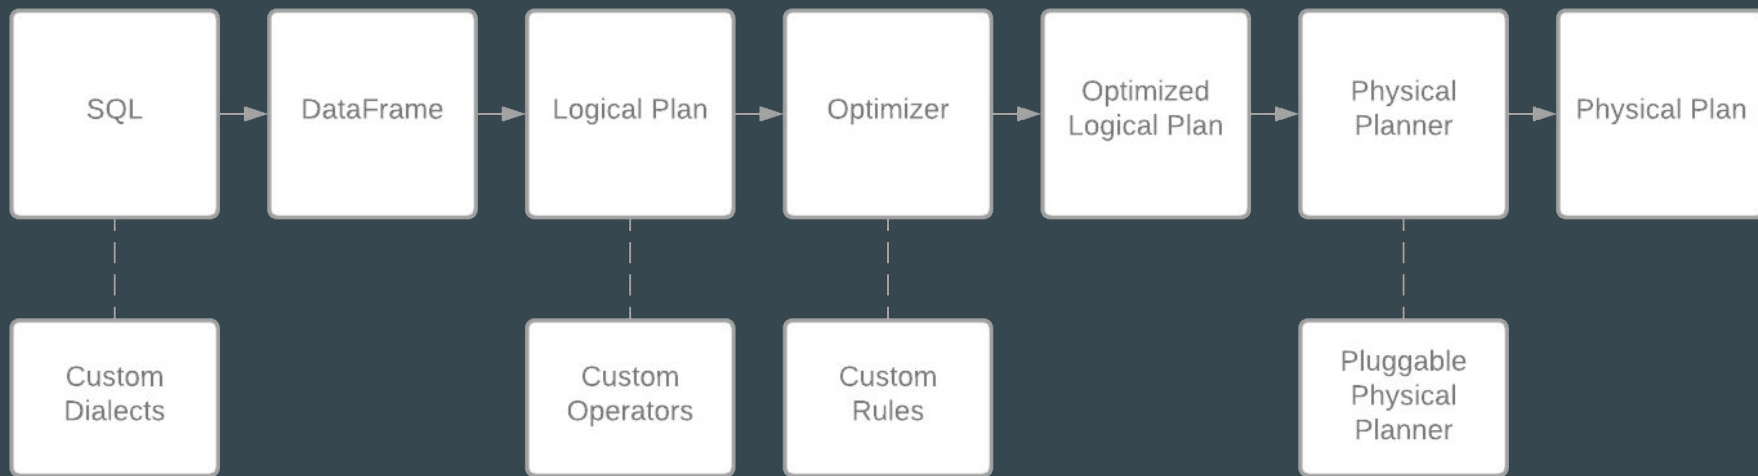 SQL
DataFrame
Logical Plan
Optimizer
Optimized
Logical Plan
Physical
Planner
Physical Plan
Custom
Dialects
Custom
Operators
Custom
Rules
Pluggable
Physical
Planner